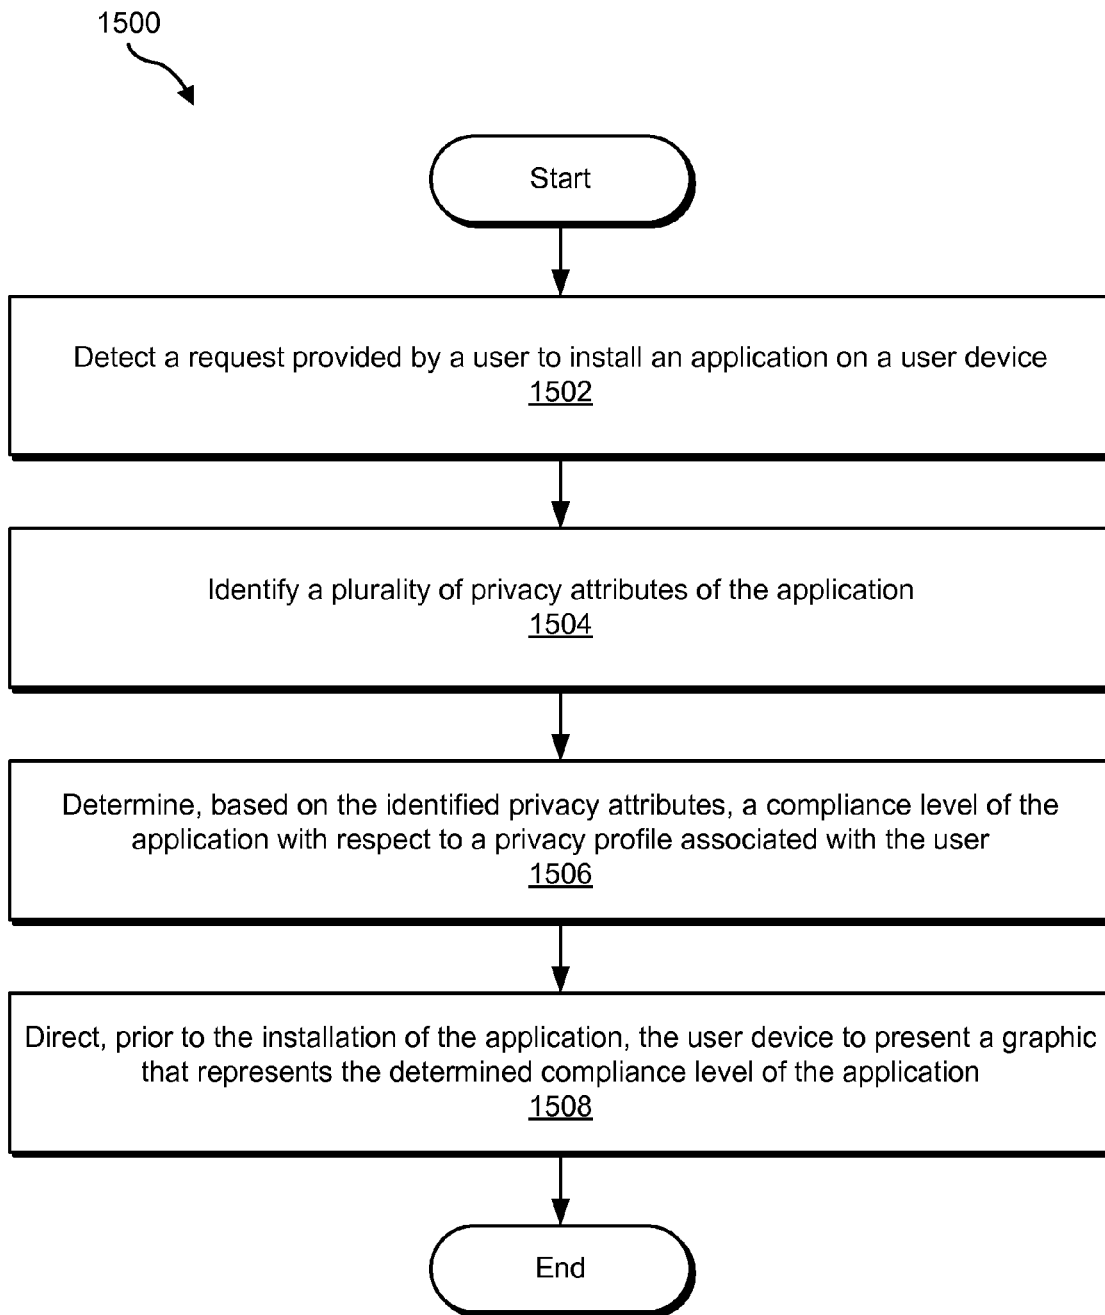 1500
Start
Detect a request provided by a user to install an application on a user device
1502
Identify a plurality of privacy attributes of the application
1504
Determine, based on the identified privacy attributes, a compliance level of the
application with respect to a privacy profile associated with the user
1506
Direct, prior to the installation of the application, the user device to present a graphic
that represents the determined compliance level of the application
1508
End